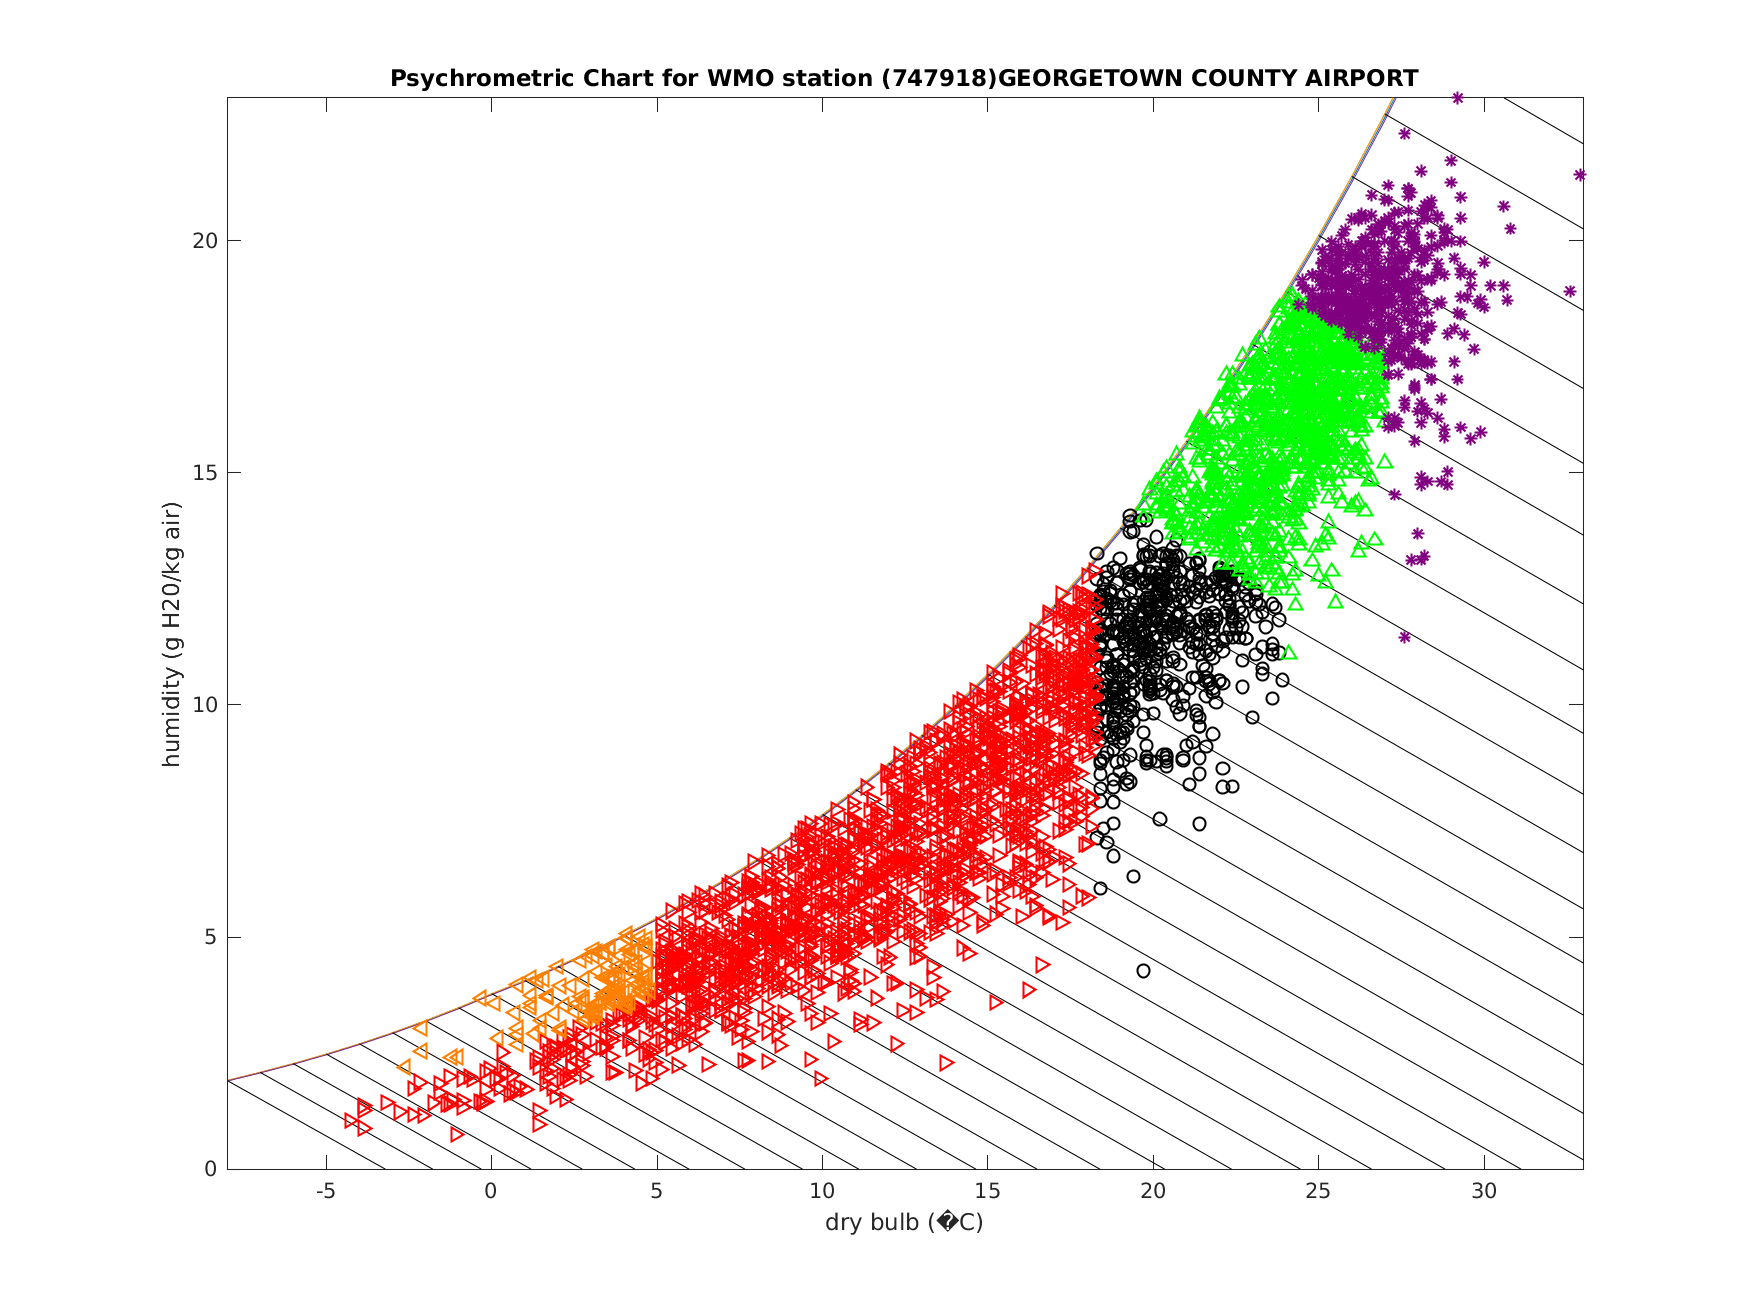 Psychrometric Chart for WMO station (747918)GEORGETOWN COUNTY AIRPORT
humidity (g H20/kg air)
20
15
10
5
0
-5 0 5 10 15 20 25 30
dry bulb (�C)